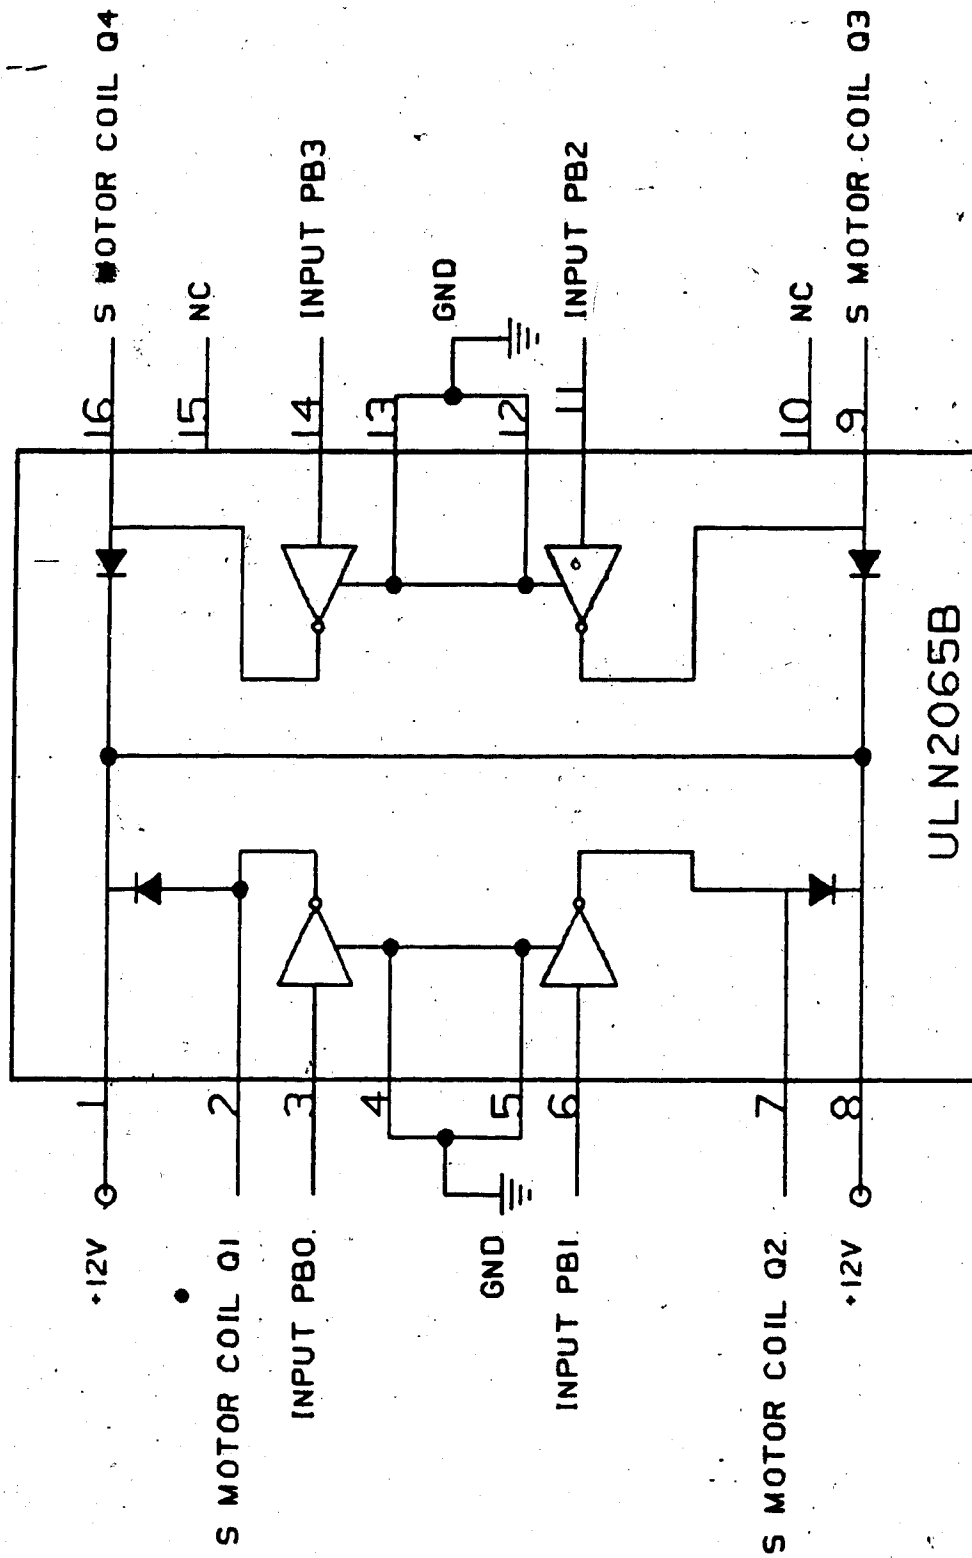 +12V
1
S MOTOR COIL Q1
2
INPUT PB0
3
4
GND
5
INPUT PB1
6
S MOTOR COIL Q2
7
+12V
8
16
S MOTOR COIL Q4
15
NC
14
INPUT PB3
13
GND
12
11
INPUT PB2
10
NC
9
S MOTOR COIL Q3
ULN2065B